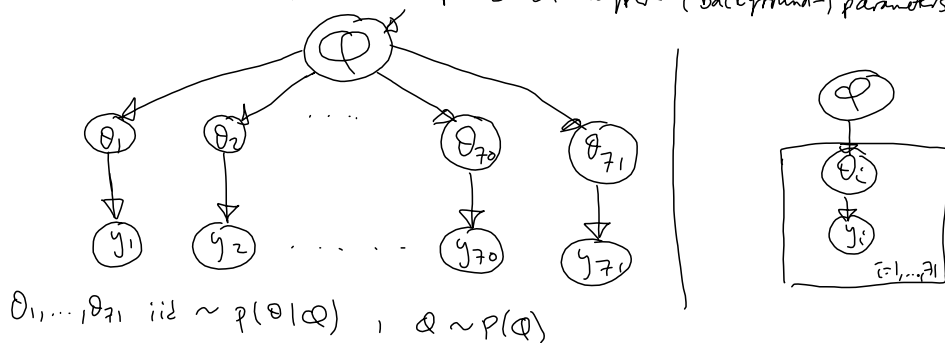 (background-) parameters
φ
θ₁ θ₂ .... θ₇₀ θ₇₁
y₁ y₂ ...... y₇₀ y₇₁
φ
θᵢ
yᵢ
i=1,...,71
θ₁,...,θ₇₁ iid ~ p(θ|φ) , φ ~ p(φ)